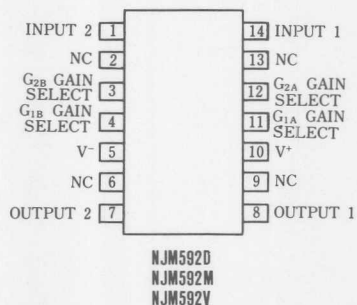 INPUT 2 1
NC 2
G2B GAIN
SELECT 3
G1B GAIN
SELECT 4
V− 5
NC 6
OUTPUT 2 7
14 INPUT 1
13 NC
12 G2A GAIN
SELECT
11 G1A GAIN
SELECT
10 V+
9 NC
8 OUTPUT 1
NJM592D
NJM592M
NJM592V